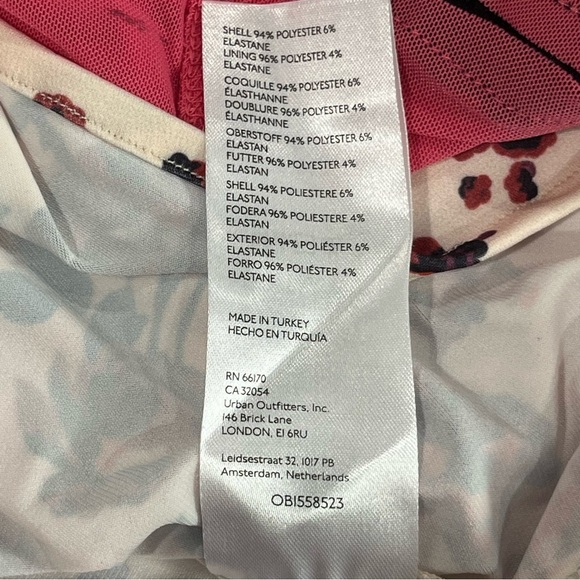 SHELL 94% POLYESTER 6%
ELASTANE
LINING 96% POLYESTER 4%
ELASTANE
COQUILLE 94% POLYESTER 6%
ÉLASTHANNE
DOUBLURE 96% POLYESTER 4%
ÉLASTHANNE
OBERSTOFF 94% POLYESTER 6%
ELASTAN
FUTTER 96% POLYESTER 4%
ELASTAN
SHELL 94% POLIESTERE 6%
ELASTAN
FODERA 96% POLIESTERE 4%
ELASTAN
EXTERIOR 94% POLIÉSTER 6%
ELASTANE
FORRO 96% POLIÉSTER 4%
ELASTANE
MADE IN TURKEY
HECHO EN TURQUÍA
RN 66170
CA 32054
Urban Outfitters, Inc.
146 Brick Lane
LONDON, E1 6RU
Leidsestraat 32, 1017 PB
Amsterdam, Netherlands
OB1558523